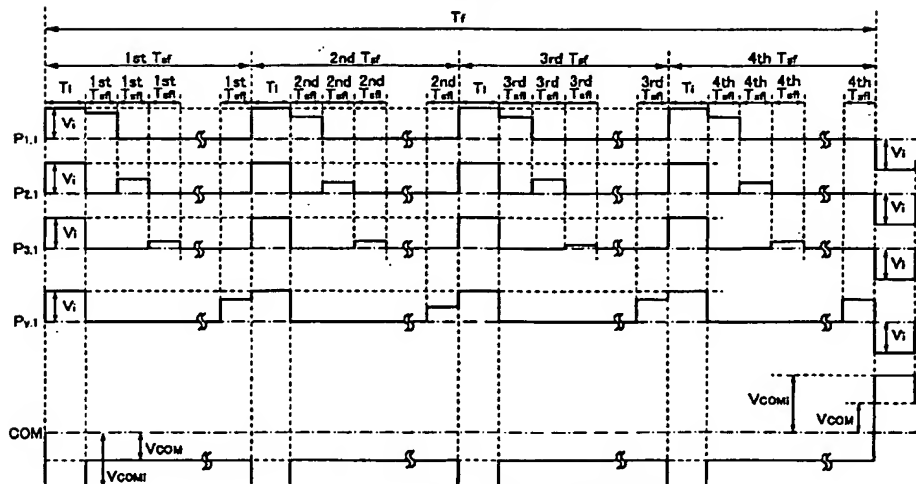 Tf
1st Tsf 2nd Tsf 3rd Tsf 4th Tsf
Ti 1st 1st 1st 1st Ti 2nd 2nd 2nd 2nd Ti 3rd 3rd 3rd 3rd Ti 4th 4th 4th 4th
Tsfl Tsfl Tsfl Tsfl Tsfl Tsfl Tsfl Tsfl Tsfl Tsfl Tsfl Tsfl Tsfl Tsfl Tsfl Tsfl
Vi
P1,1
Vi
Vi
P2,1
Vi
Vi
P3,1
Vi
Vi
Py,1
Vi
VCOMi
VCOM
COM
VCOM
VCOMi